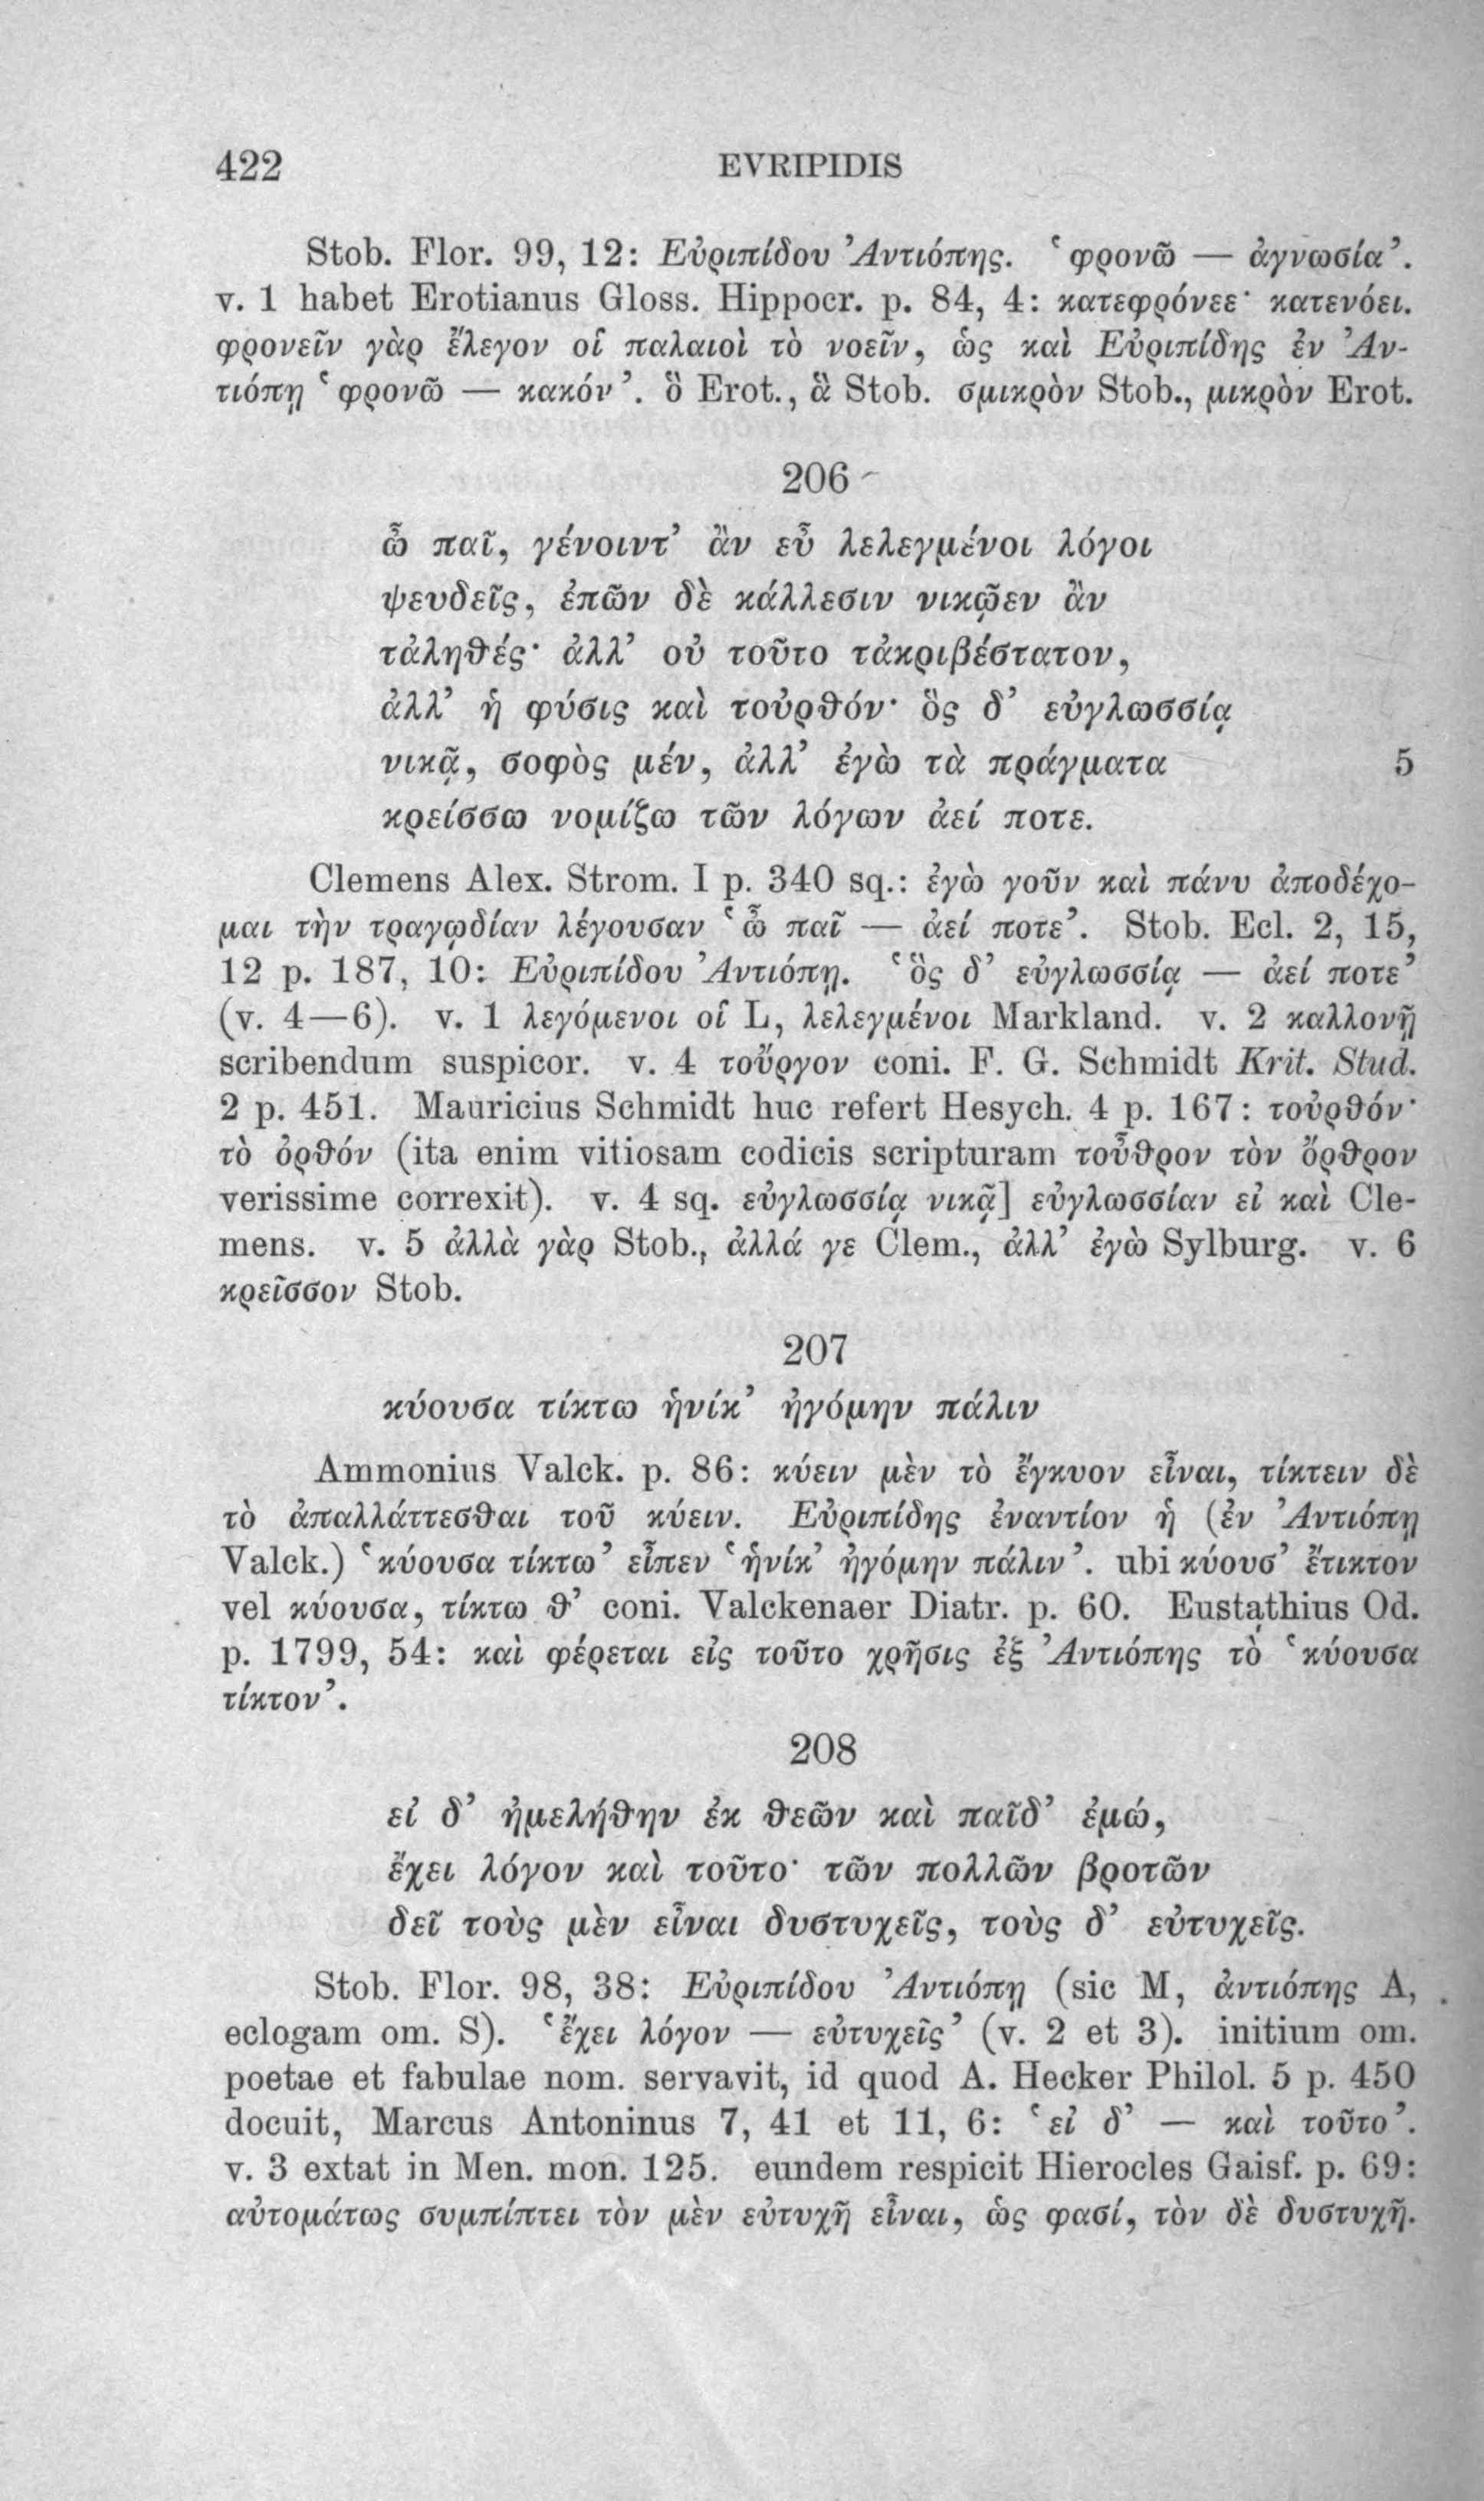 422 EVRIPIDIS
Stob. Flor. 99, 12: Εὐριπίδου Ἀντιόπης. ‘φρονῶ — ἀγνωσία’.
v. 1 habet Erotianus Gloss. Hippocr. p. 84, 4: κατεφρόνεε· κατενόει.
φρονεῖν γὰρ ἔλεγον οἱ παλαιοὶ τὸ νοεῖν, ὡς καὶ Εὐριπίδης ἐν Ἀν-
τιόπῃ ‘φρονῶ — κακόν’. ὃ Erot., ἃ Stob. σμικρὸν Stob., μικρὸν Erot.
206
ὦ παῖ, γένοιντ’ ἂν εὖ λελεγμένοι λόγοι
ψευδεῖς, ἐπῶν δὲ κάλλεσιν νικῷεν ἂν
τἀληθές· ἀλλ’ οὐ τοῦτο τἀκριβέστατον,
ἀλλ’ ἡ φύσις καὶ τοὐρθόν· ὃς δ’ εὐγλωσσίᾳ
νικᾷ, σοφὸς μέν, ἀλλ’ ἐγὼ τὰ πράγματα 5
κρείσσω νομίζω τῶν λόγων ἀεί ποτε.
Clemens Alex. Strom. I p. 340 sq.: ἐγὼ γοῦν καὶ πάνυ ἀποδέχο-
μαι τὴν τραγῳδίαν λέγουσαν ‘ὦ παῖ — ἀεί ποτε’. Stob. Ecl. 2, 15,
12 p. 187, 10: Εὐριπίδου Ἀντιόπῃ. ‘ὃς δ’ εὐγλωσσίᾳ — ἀεί ποτε’
(v. 4—6). v. 1 λεγόμενοι οἱ L, λελεγμένοι Markland. v. 2 καλλονῇ
scribendum suspicor. v. 4 τοὔργον coni. F. G. Schmidt Krit. Stud.
2 p. 451. Mauricius Schmidt huc refert Hesych. 4 p. 167: τοὐρθόν·
τὸ ὀρθόν (ita enim vitiosam codicis scripturam τοὖθρον τὸν ὄρθρον
verissime correxit). v. 4 sq. εὐγλωσσίᾳ νικᾷ] εὐγλωσσίαν εἰ καὶ Cle-
mens. v. 5 ἀλλὰ γὰρ Stob., ἀλλά γε Clem., ἀλλ’ ἐγὼ Sylburg. v. 6
κρεῖσσον Stob.
207
κύουσα τίκτω ἡνίκ’ ἠγόμην πάλιν
Ammonius Valck. p. 86: κύειν μὲν τὸ ἔγκυον εἶναι, τίκτειν δὲ
τὸ ἀπαλλάττεσθαι τοῦ κύειν. Εὐριπίδης ἐναντίον ἡ (ἐν Ἀντιόπῃ
Valck.) ‘κύουσα τίκτω’ εἶπεν ‘ἡνίκ’ ἠγόμην πάλιν’. ubi κύουσ’ ἔτικτον
vel κύουσα, τίκτω θ’ coni. Valckenaer Diatr. p. 60. Eustathius Od.
p. 1799, 54: καὶ φέρεται εἰς τοῦτο χρῆσις ἐξ Ἀντιόπης τὸ ‘κύουσα
τίκτον’.
208
εἰ δ’ ἠμελήθην ἐκ θεῶν καὶ παῖδ’ ἐμώ,
ἔχει λόγον καὶ τοῦτο· τῶν πολλῶν βροτῶν
δεῖ τοὺς μὲν εἶναι δυστυχεῖς, τοὺς δ’ εὐτυχεῖς.
Stob. Flor. 98, 38: Εὐριπίδου Ἀντιόπῃ (sic M, ἀντιόπης A,
eclogam om. S). ‘ἔχει λόγον — εὐτυχεῖς’ (v. 2 et 3). initium om.
poetae et fabulae nom. servavit, id quod A. Hecker Philol. 5 p. 450
docuit, Marcus Antoninus 7, 41 et 11, 6: ‘εἰ δ’ — καὶ τοῦτο’.
v. 3 extat in Men. mon. 125. eundem respicit Hierocles Gaisf. p. 69:
αὐτομάτως συμπίπτει τὸν μὲν εὐτυχῆ εἶναι, ὡς φασί, τὸν δὲ δυστυχῆ.